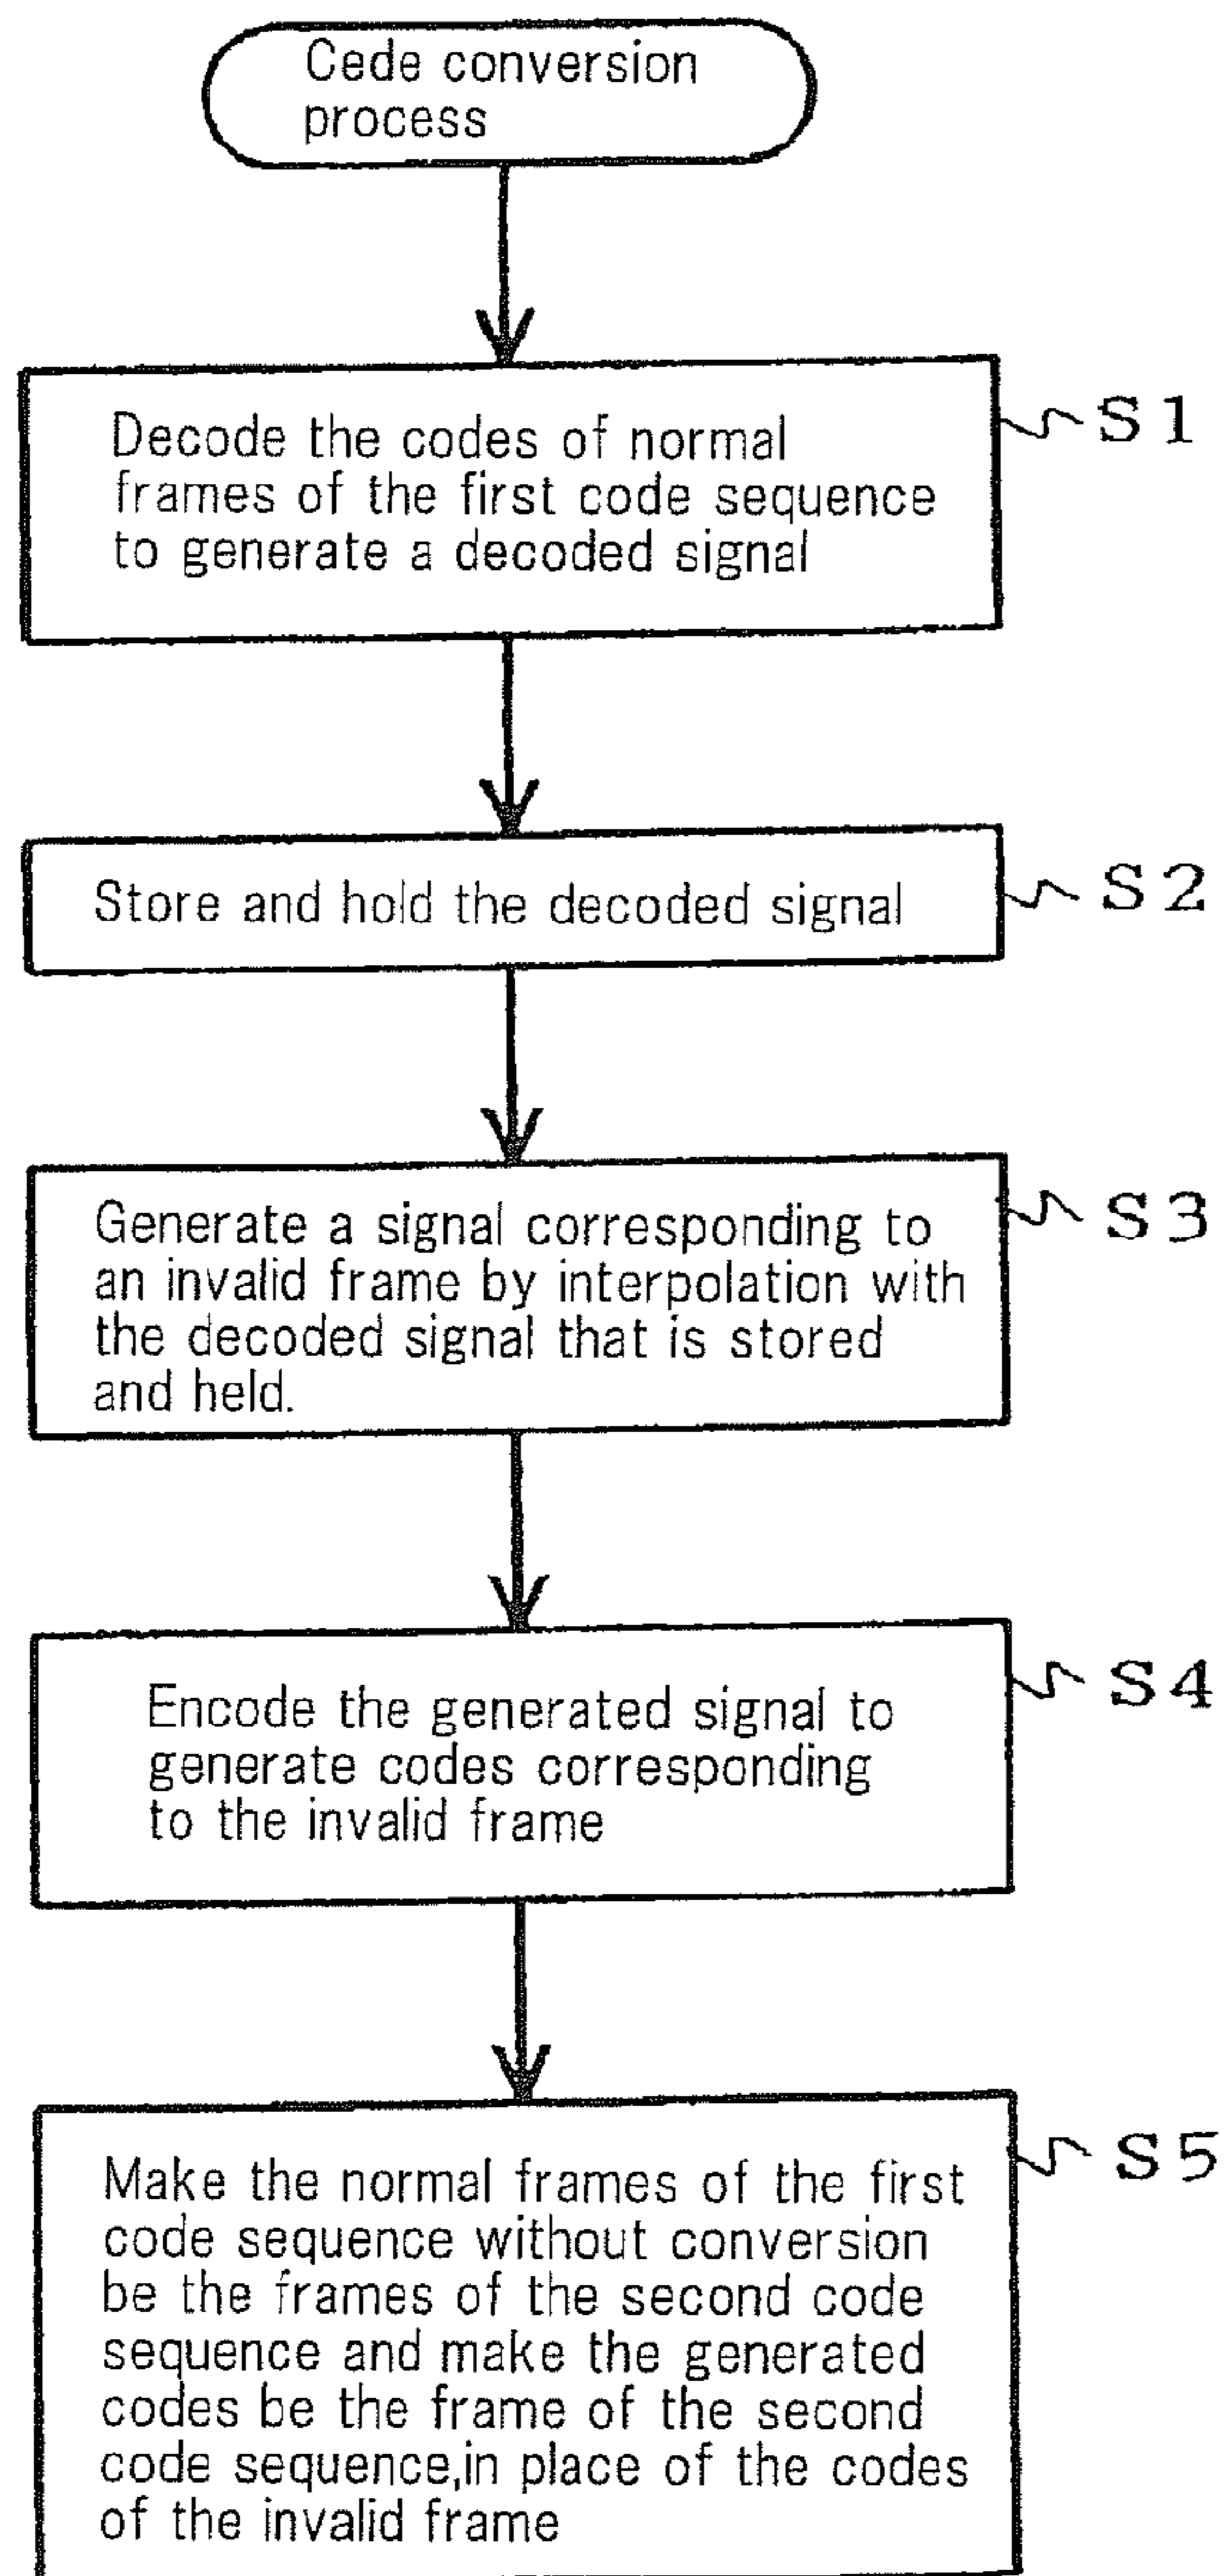 Cede conversion
process
Decode the codes of normal
frames of the first code sequence
to generate a decoded signal
S1
Store and hold the decoded signal
S2
Generate a signal corresponding to
an invalid frame by interpolation with
the decoded signal that is stored
and held.
S3
Encode the generated signal to
generate codes corresponding
to the invalid frame
S4
Make the normal frames of the first
code sequence without conversion
be the frames of the second code
sequence and make the generated
codes be the frame of the second
code sequence,in place of the codes
of the invalid frame
S5